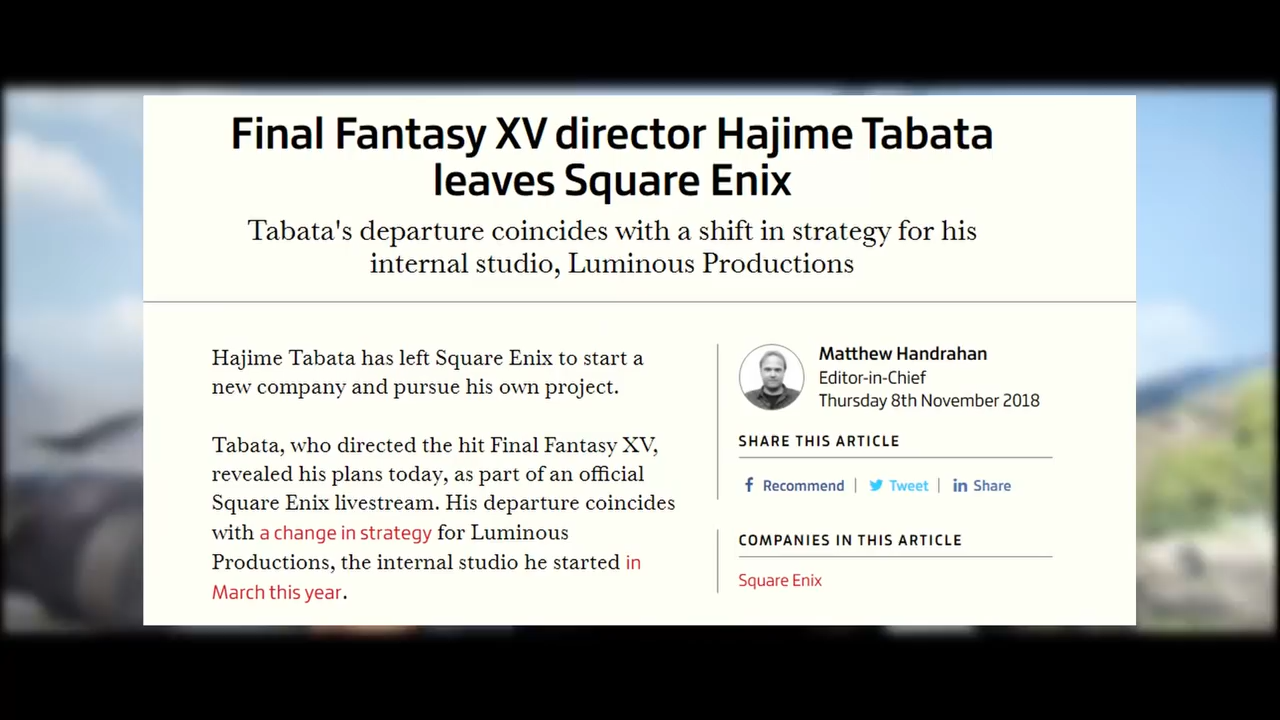 Final Fantasy XV director Hajime Tabata
leaves Square Enix
Tabata's departure coincides with a shift in strategy for his
internal studio, Luminous Productions
Hajime Tabata has left Square Enix to start a
new company and pursue his own project.
Tabata, who directed the hit Final Fantasy XV,
revealed his plans today, as part of an official
Square Enix livestream. His departure coincides
with a change in strategy for Luminous
Productions, the internal studio he started in
March this year.
Matthew Handrahan
Editor-in-Chief
Thursday 8th November 2018
SHARE THIS ARTICLE
Recommend | Tweet | in Share
COMPANIES IN THIS ARTICLE
Square Enix